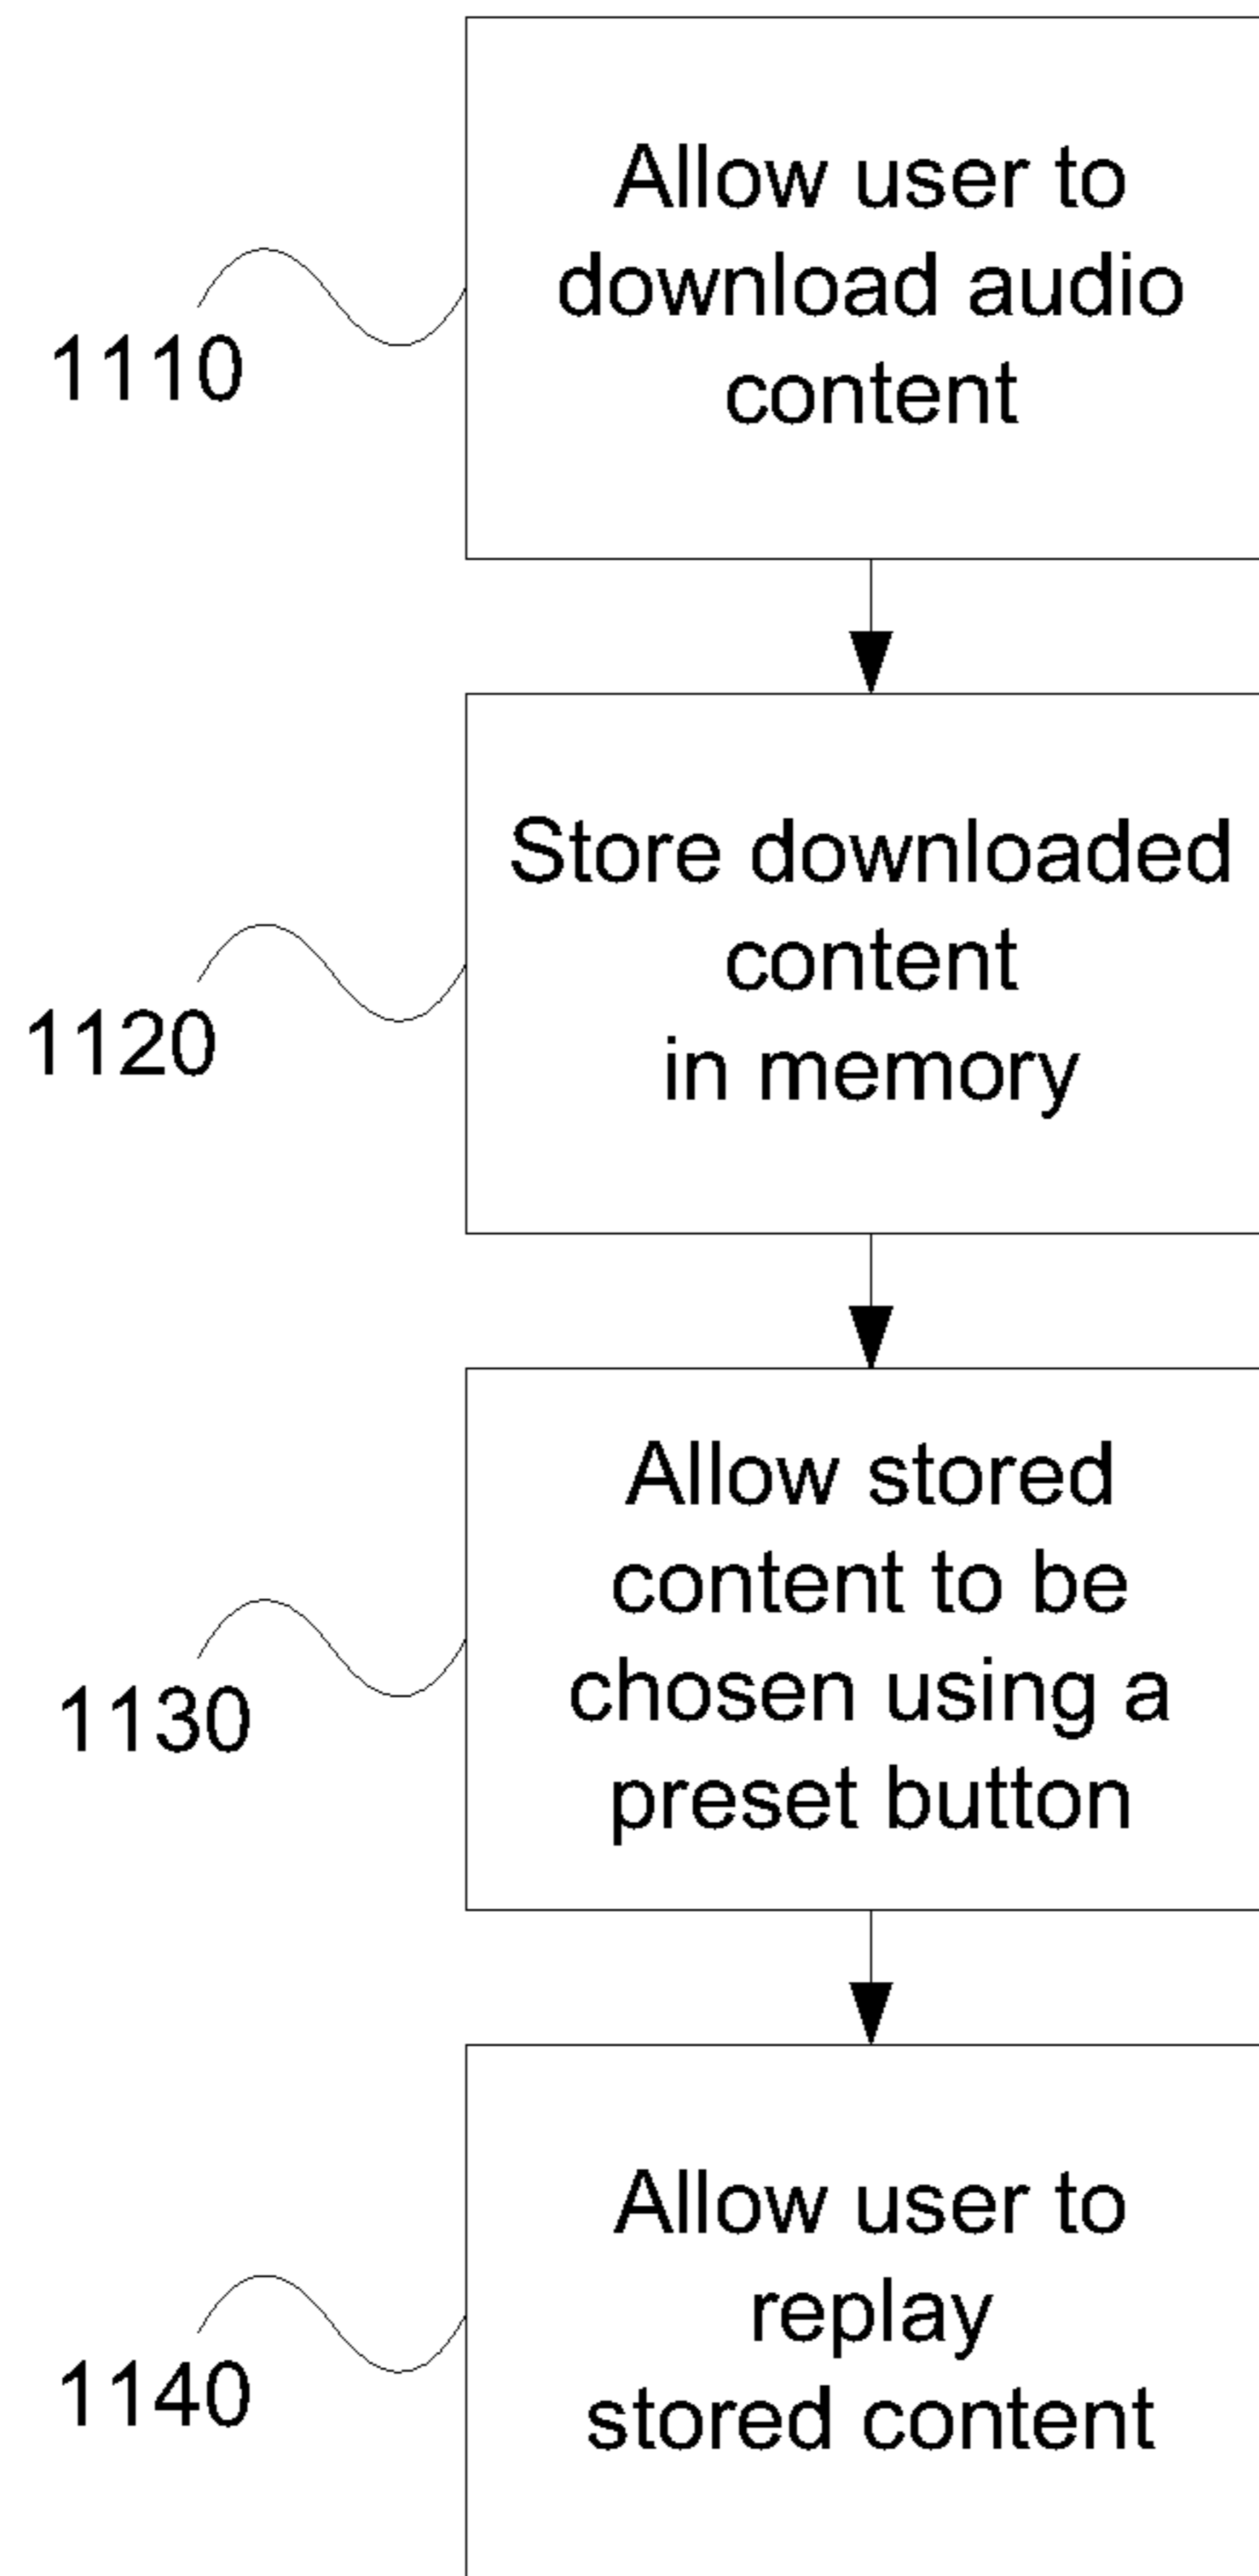 Allow user to
download audio
content
1110
Store downloaded
content
in memory
1120
Allow stored
content to be
chosen using a
preset button
1130
Allow user to
replay
stored content
1140